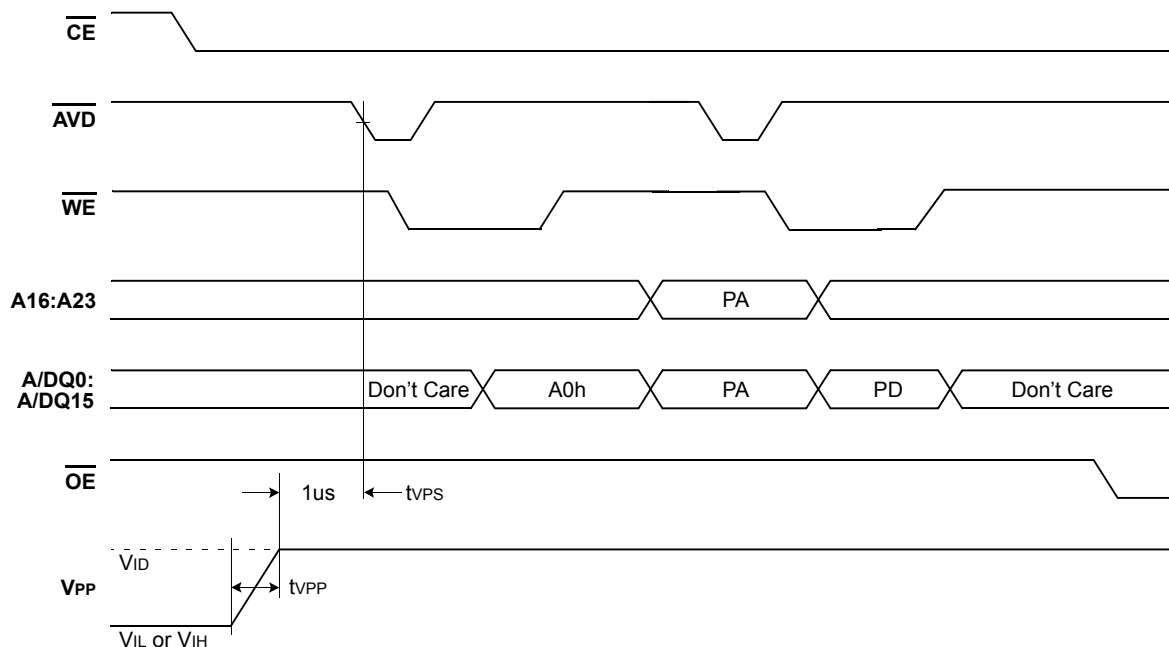 CE
AVD
WE
A16:A23
PA
A/DQ0:
A/DQ15
Don't Care
A0h
PA
PD
Don't Care
OE
1us
tVPS
VID
VPP
tVPP
VIL or VIH